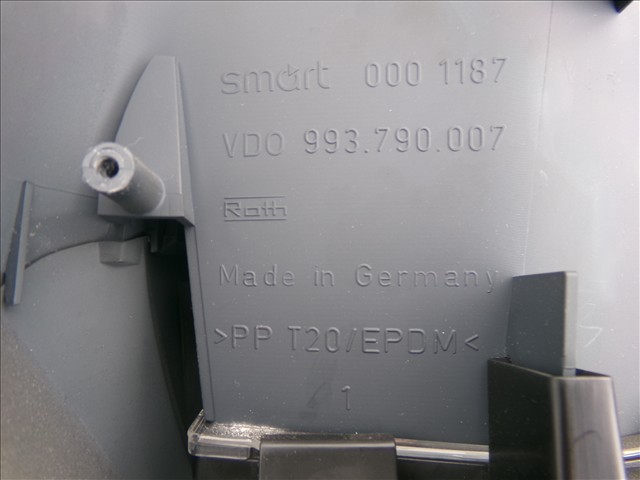 smart 000 1187
VDO 993.790.007
Roth
Made in Germany
>PP T20/EPDM<
1